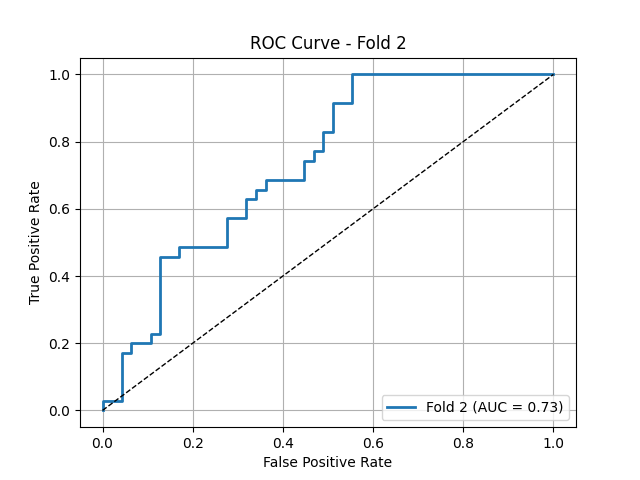 ROC Curve - Fold 2
True Positive Rate
1.0
0.8
0.6
0.4
0.2
0.0
Fold 2 (AUC = 0.73)
0.0 0.2 0.4 0.6 0.8 1.0
False Positive Rate